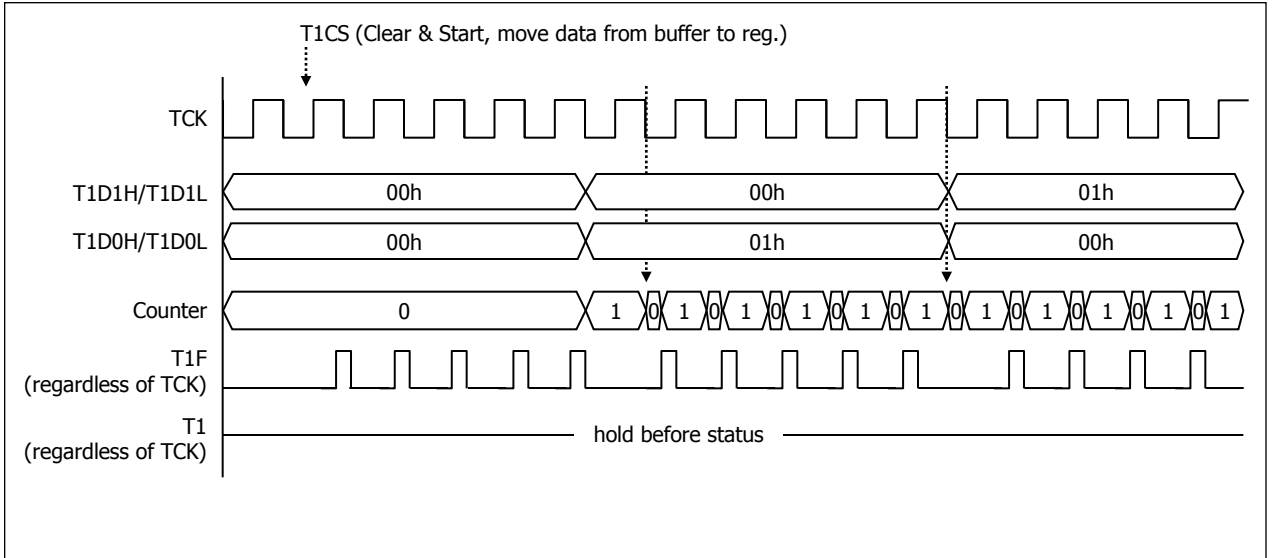 T1CS (Clear & Start, move data from buffer to reg.)
TCK
T1D1H/T1D1L 00h 00h 01h
T1D0H/T1D0L 00h 01h 00h
Counter 0 1 0 1 0 1 0 1 0 1 0 1 0 1 0 1 0 1 0 1 0 1
T1F
(regardless of TCK)
T1
(regardless of TCK)
hold before status